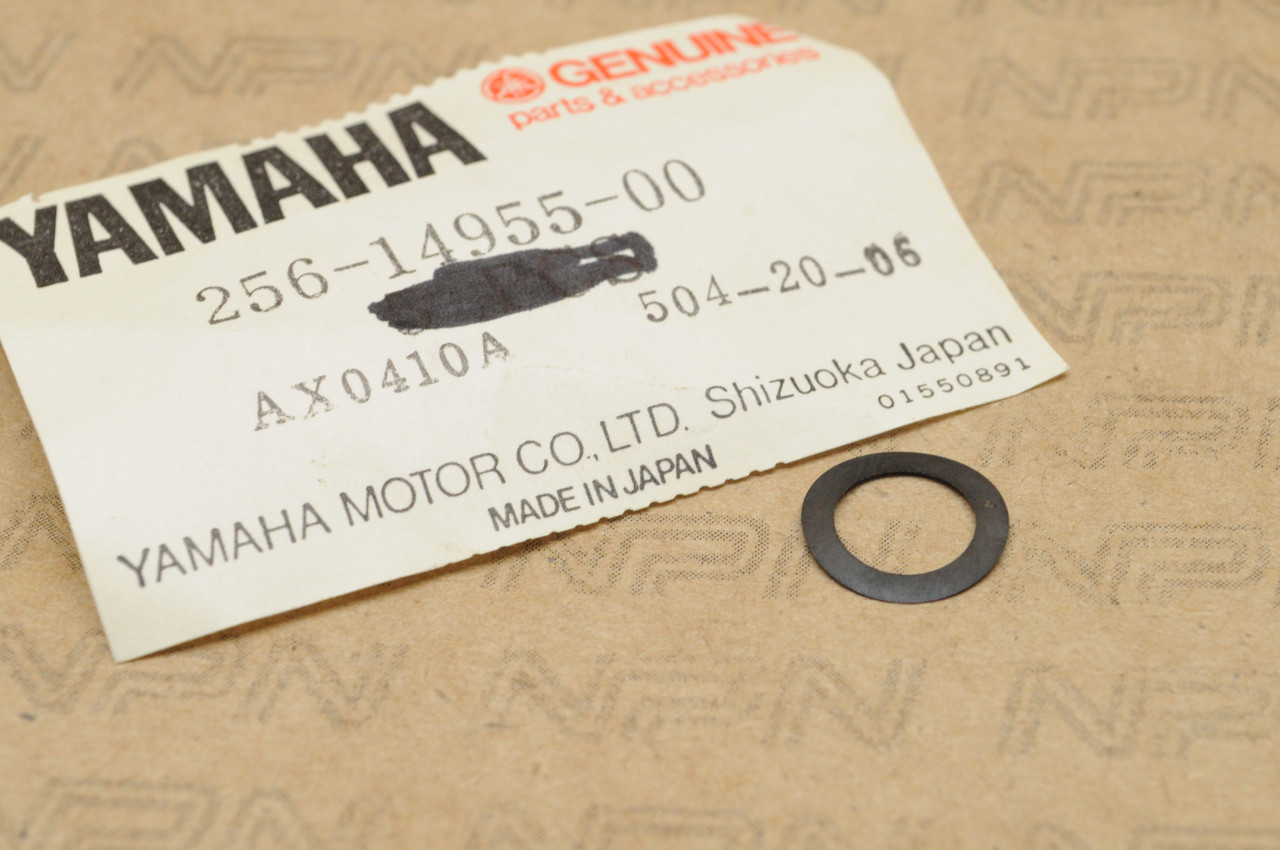 GENUINE
parts & accessories
YAMAHA
256-14955-00
504-20-06
AX0410A
YAMAHA MOTOR CO., LTD. Shizuoka Japan
01550891
MADE IN JAPAN
NPN